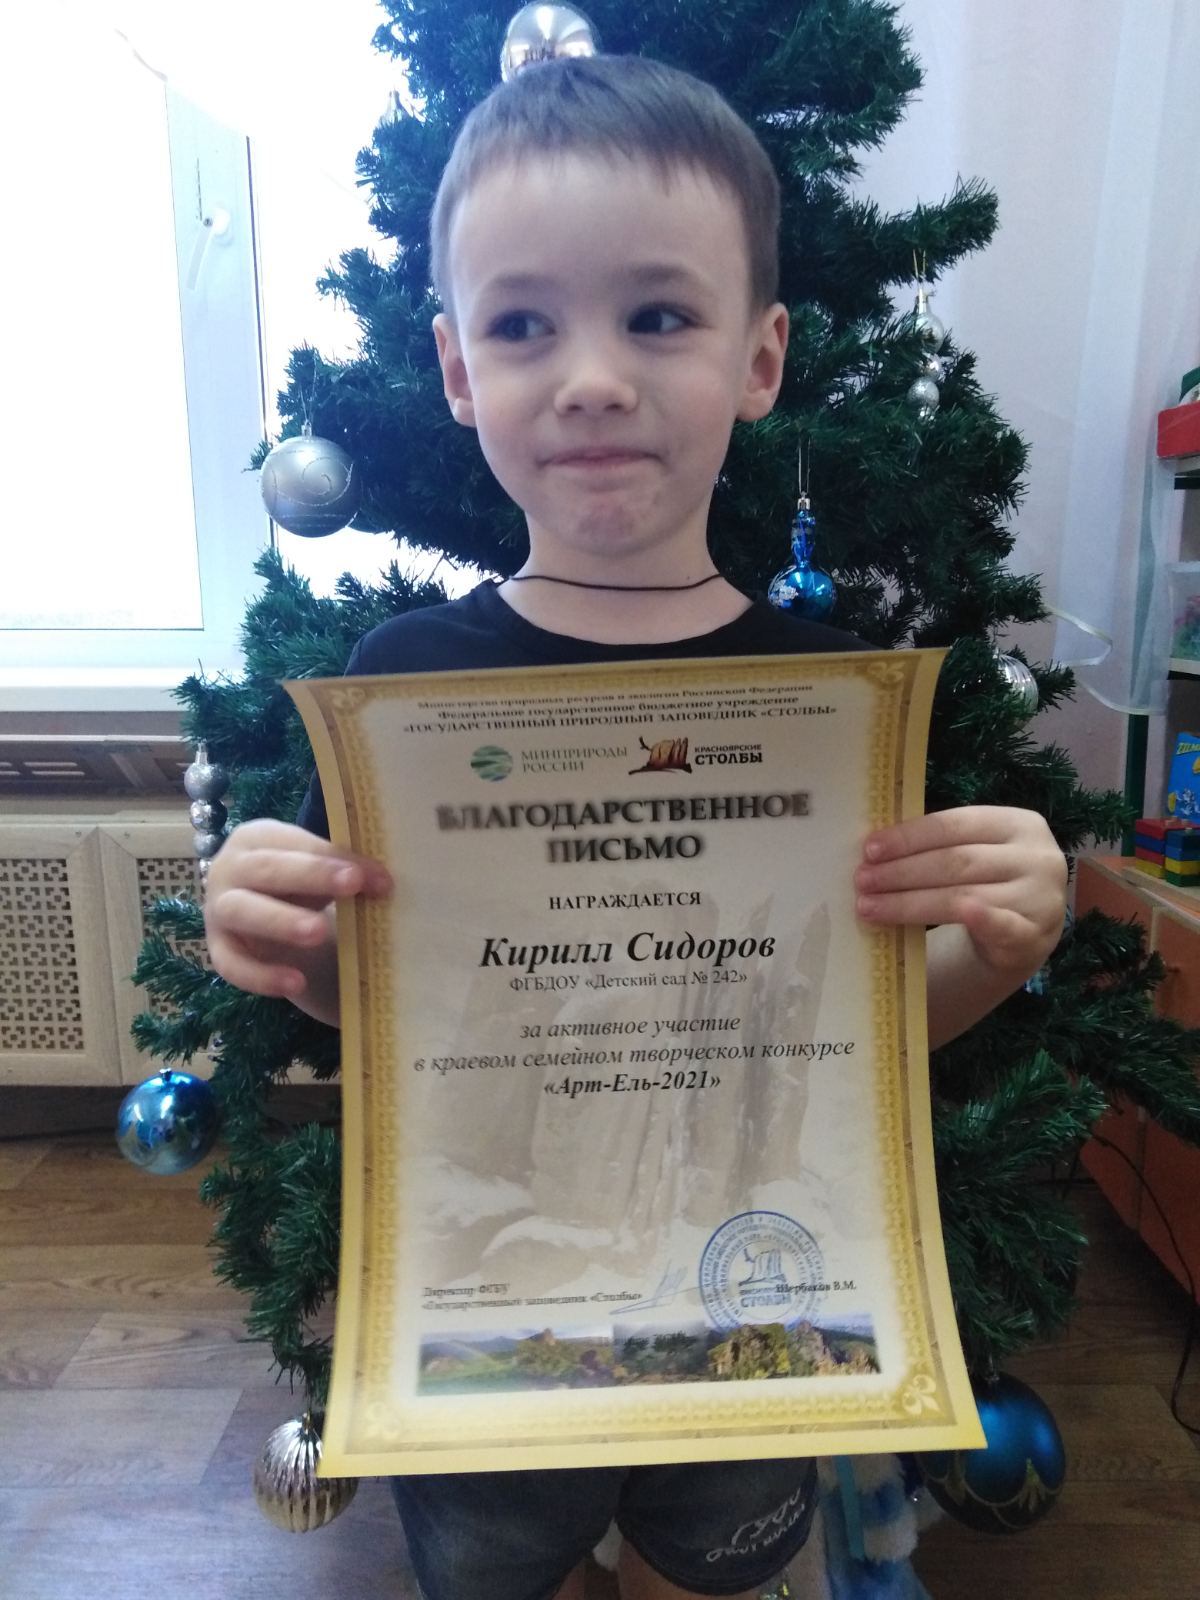 Министерство природных ресурсов и экологии Российской Федерации
Федеральное государственное бюджетное учреждение
«ГОСУДАРСТВЕННЫЙ ПРИРОДНЫЙ ЗАПОВЕДНИК «СТОЛБЫ»
МИНПРИРОДЫ
РОССИИ
КРАСНОЯРСКИЕ
СТОЛБЫ
БЛАГОДАРСТВЕННОЕ
ПИСЬМО
НАГРАЖДАЕТСЯ
Кирилл Сидоров
ФГБДОУ «Детский сад № 242»
за активное участие
в краевом семейном творческом конкурсе
«Арт-Ель-2021»
Директор ФГБУ
«Государственный заповедник «Столбы»
Щербаков В.М.
СТОЛБЫ